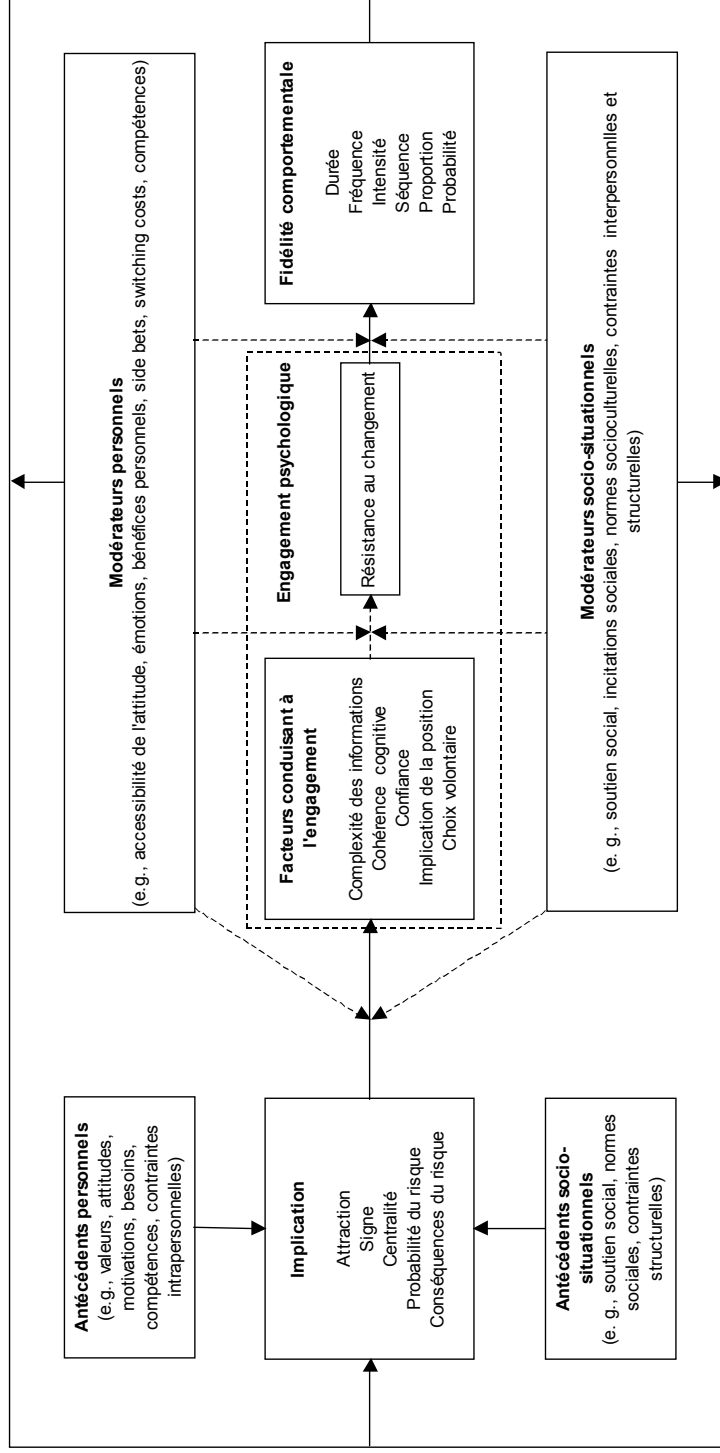 Antécédents personnels
(e.g., valeurs, attitudes,
motivations, besoins,
compétences, contraintes
intrapersonnelles)
Implication
Attraction
Signe
Centralité
Probabilité du risque
Conséquences du risque
Antécédents socio-
situationnels
(e. g., soutien social, normes
sociales, contraintes
structurelles)
Modérateurs personnels
(e.g., accessibilité de l'attitude, émotions, bénéfices personnels, side bets, switching costs, compétences)
Facteurs conduisant à
l'engagement
Complexité des informations
Cohérence cognitive
Confiance
Implication de la position
Choix volontaire
Engagement psychologique
Résistance au changement
Fidélité comportementale
Durée
Fréquence
Intensité
Séquence
Proportion
Probabilité
Modérateurs socio-situationnels
(e. g., soutien social, incitations sociales, normes socioculturelles, contraintes interpersonnlles et
structurelles)